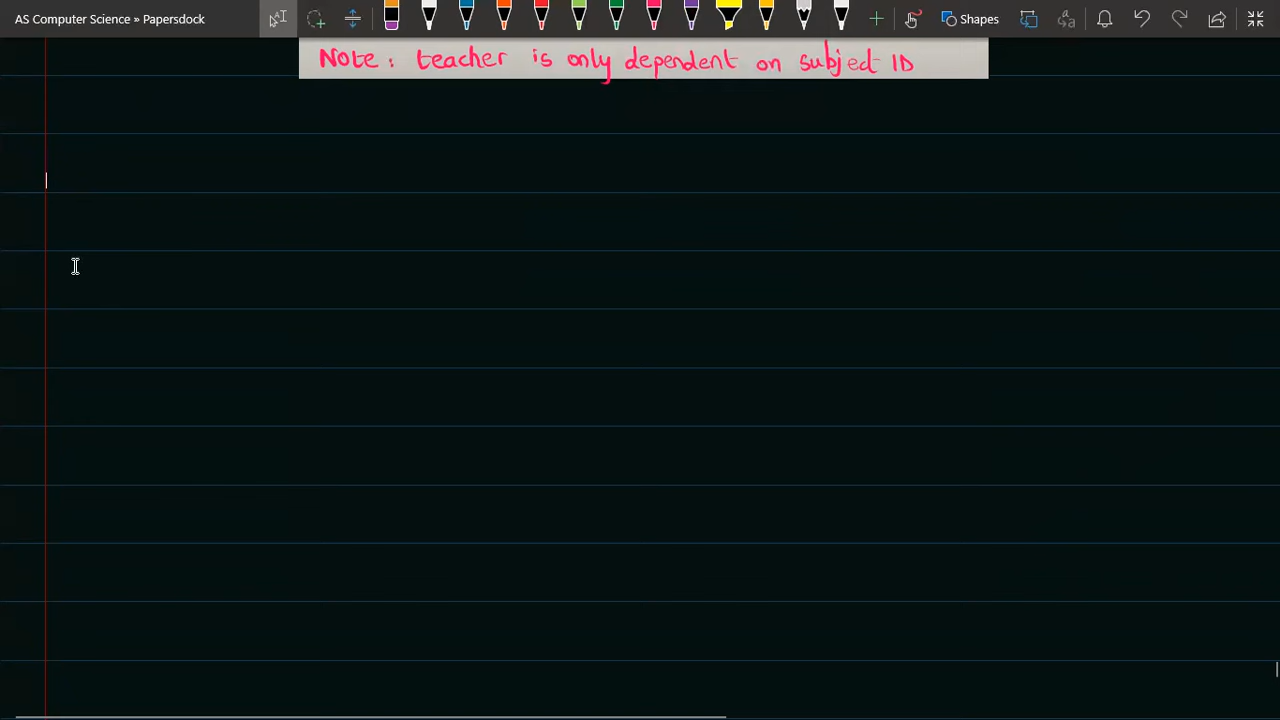 AS Computer Science » Papersdock
Shapes
Note: teacher is only dependent on subject ID